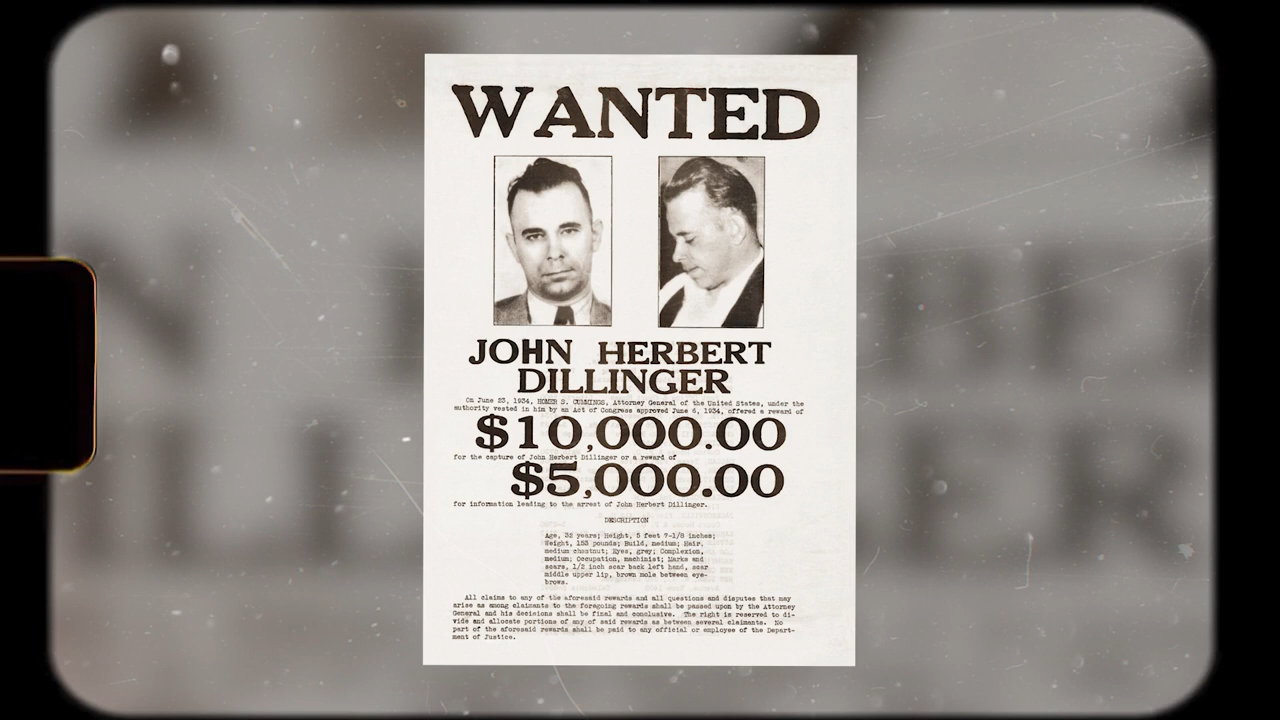 WANTED
JOHN HERBERT
DILLINGER
On June 23, 1934, HOMER S. CUMMINGS, Attorney General of the United States, under the
authority vested in him by an Act of Congress approved June 6, 1934, offered a reward of
$10,000.00
for the capture of John Herbert Dillinger or a reward of
$5,000.00
for information leading to the arrest of John Herbert Dillinger.
DESCRIPTION
Age, 32 years; Height, 5 feet 7-1/8 inches;
Weight, 153 pounds; Build, medium; Hair,
medium chestnut; Eyes, grey; Complexion,
medium; Occupation, machinist; Marks and
scars, 1/2 inch scar back left hand, scar
middle upper lip, brown mole between eye-
brows.
All claims to any of the aforesaid rewards and all questions and disputes that may
arise as among claimants to the foregoing rewards shall be passed upon by the Attorney
General and his decisions shall be final and conclusive. The right is reserved to di-
vide and allocate portions of any of said rewards as between several claimants. No
part of the aforesaid rewards shall be paid to any official or employee of the Depart-
ment of Justice.